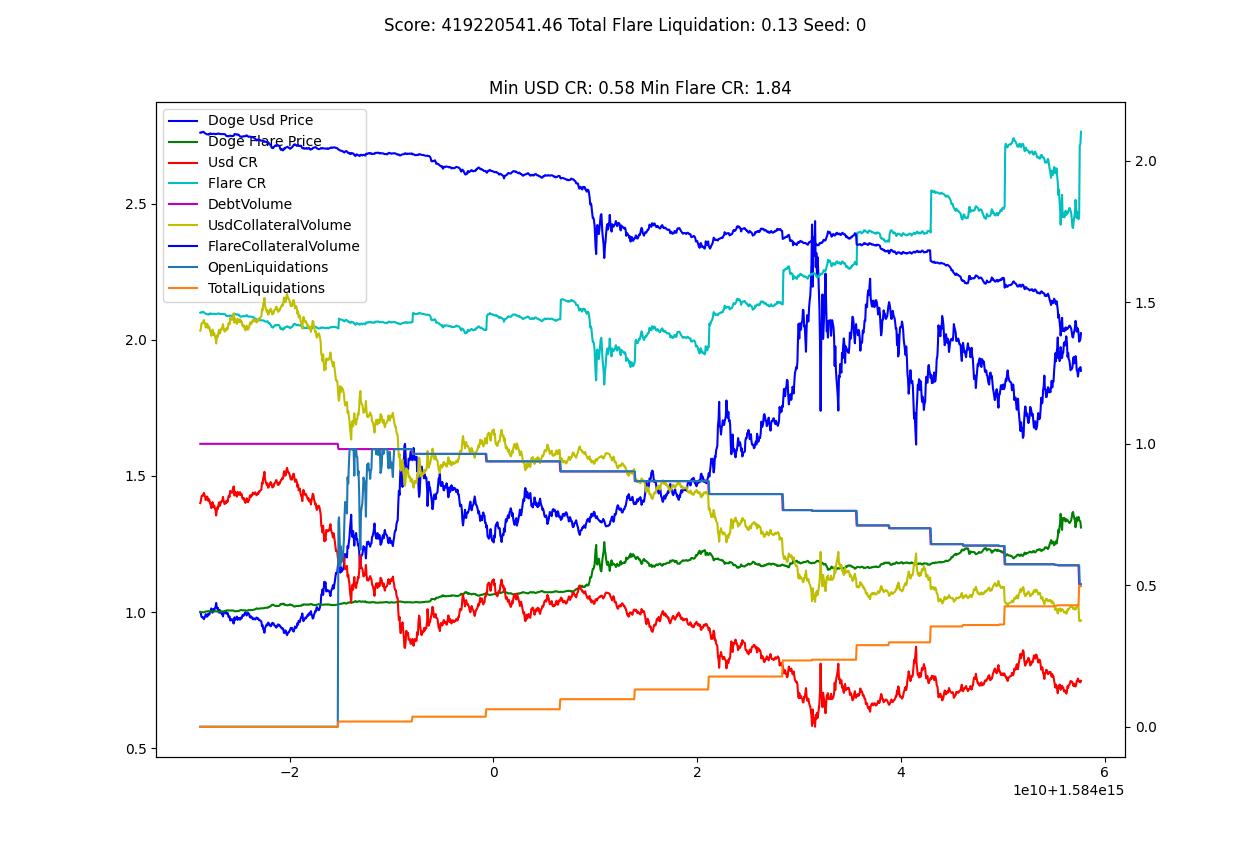 Score: 419220541.46 Total Flare Liquidation: 0.13 Seed: 0
Min USD CR: 0.58 Min Flare CR: 1.84
Doge Usd Price
Doge Flare Price
Usd CR
Flare CR
DebtVolume
UsdCollateralVolume
FlareCollateralVolume
OpenLiquidations
TotalLiquidations
2.5
2.0
1.5
1.0
0.5
2.0
1.5
1.0
0.5
0.0
−2 0 2 4 6
1e10+1.584e15